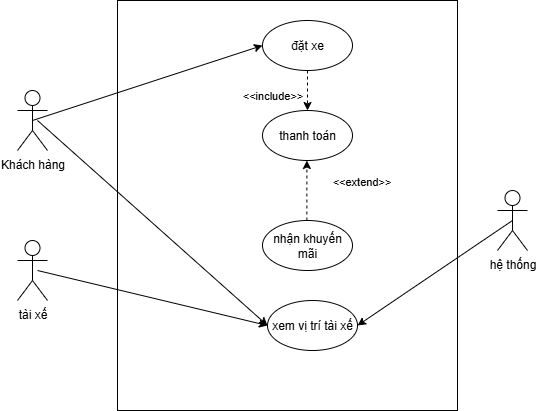 đặt xe
<<include>>
Khách hàng
thanh toán
<<extend>>
nhận khuyến
mãi
hệ thống
tài xế
xem vị trí tài xế